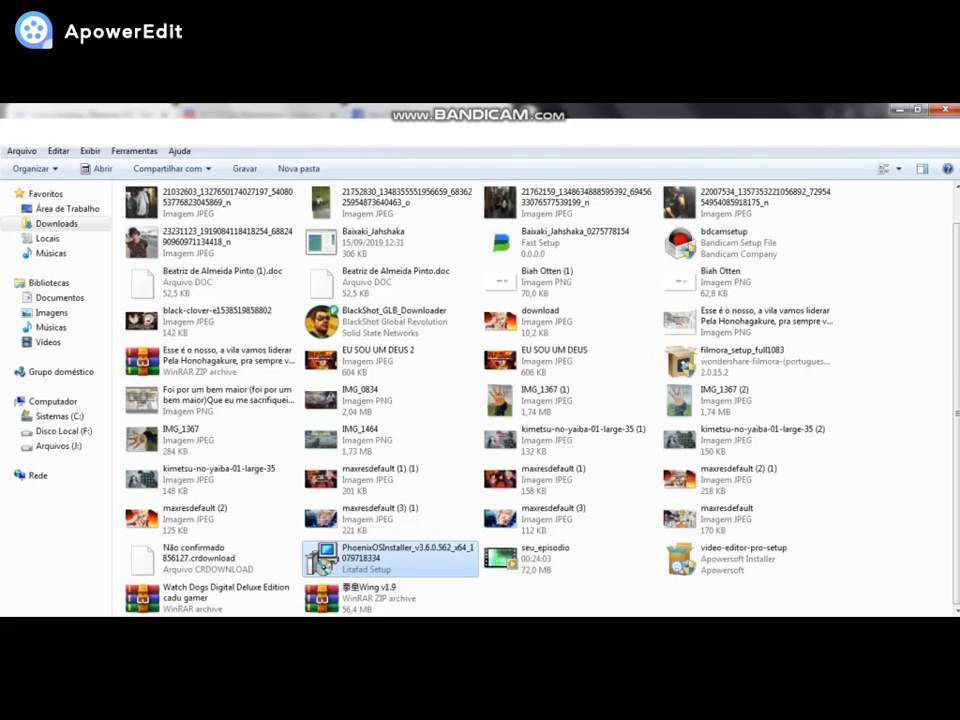 ApowerEdit
www.BANDICAM.com
Arquivo Editar Exibir Ferramentas Ajuda
Organizar Abrir Compartilhar com Gravar Nova pasta
Favoritos
Área de Trabalho
Downloads
Locais
Músicas
Bibliotecas
Documentos
Imagens
Músicas
Vídeos
Grupo doméstico
Computador
Sistemas (C:)
Disco Local (F:)
Arquivos (J:)
Rede
21032603_1327650174027197_54080
53776823045869_n
Imagem JPEG
21752830_1348355551956659_68362
22595487364046 3_o
Imagem JPEG
21762159_1348634888595392_69456
33076577539199_n
Imagem JPEG
22007534_1357353221056892_72954
54954085918175_n
Imagem JPEG
23231123_1919084118418254_68824
90960971134418_n
Imagem JPEG
Baixaki_Jahshaka
15/09/2019 12:31
306 KB
Baixaki_Jahshaka_0275778154
Fast Setup
0.0.0.0
bdcamsetup
Bandicam Setup File
Bandicam Company
Beatriz de Almeida Pinto (1).doc
Arquivo DOC
52,5 KB
Beatriz de Almeida Pinto.doc
Arquivo DOC
52,5 KB
Biah Otten (1)
Imagem PNG
70,0 KB
Biah Otten
Imagem PNG
62,8 KB
black-clover-e1538519858802
Imagem JPEG
142 KB
BlackShot_GLB_Downloader
BlackShot Global Revolution
Solid State Networks
download
Imagem JPEG
10,2 KB
Esse é o nosso, a vila vamos liderar
Pela Honohagakure, pra sempre v...
Imagem PNG
Esse é o nosso, a vila vamos liderar
Pela Honohagakure, pra sempre v...
WinRAR ZIP archive
EU SOU UM DEUS 2
Imagem JPEG
604 KB
EU SOU UM DEUS
Imagem JPEG
606 KB
filmora_setup_full1083
wondershare-filmora-(portugues...
2.0.15.2
Foi por um bem maior (foi por um
bem maior)Que eu me sacrifiquei...
Imagem PNG
IMG_0834
Imagem PNG
2,04 MB
IMG_1367 (1)
Imagem JPEG
1,74 MB
IMG_1367 (2)
Imagem JPEG
1,74 MB
IMG_1367
Imagem JPEG
284 KB
IMG_1464
Imagem PNG
1,73 MB
kimetsu-no-yaiba-01-large-35 (1)
Imagem JPEG
132 KB
kimetsu-no-yaiba-01-large-35 (2)
Imagem JPEG
150 KB
kimetsu-no-yaiba-01-large-35
Imagem JPEG
148 KB
maxresdefault (1) (1)
Imagem JPEG
201 KB
maxresdefault (1)
Imagem JPEG
158 KB
maxresdefault (2) (1)
Imagem JPEG
218 KB
maxresdefault (2)
Imagem JPEG
125 KB
maxresdefault (3) (1)
Imagem JPEG
221 KB
maxresdefault (3)
Imagem JPEG
112 KB
maxresdefault
Imagem JPEG
170 KB
Não confirmado
856127.crdownload
Arquivo CRDOWNLOAD
PhoenixOSInstaller_v3.6.0.562_x64_1
079718334
Litafad Setup
seu_episodio
00:24:03
72,0 MB
video-editor-pro-setup
Apowersoft Installer
Apowersoft
Watch Dogs Digital Deluxe Edition
cadu gamer
WinRAR archive
拳皇Wing v1.9
WinRAR ZIP archive
56,4 MB